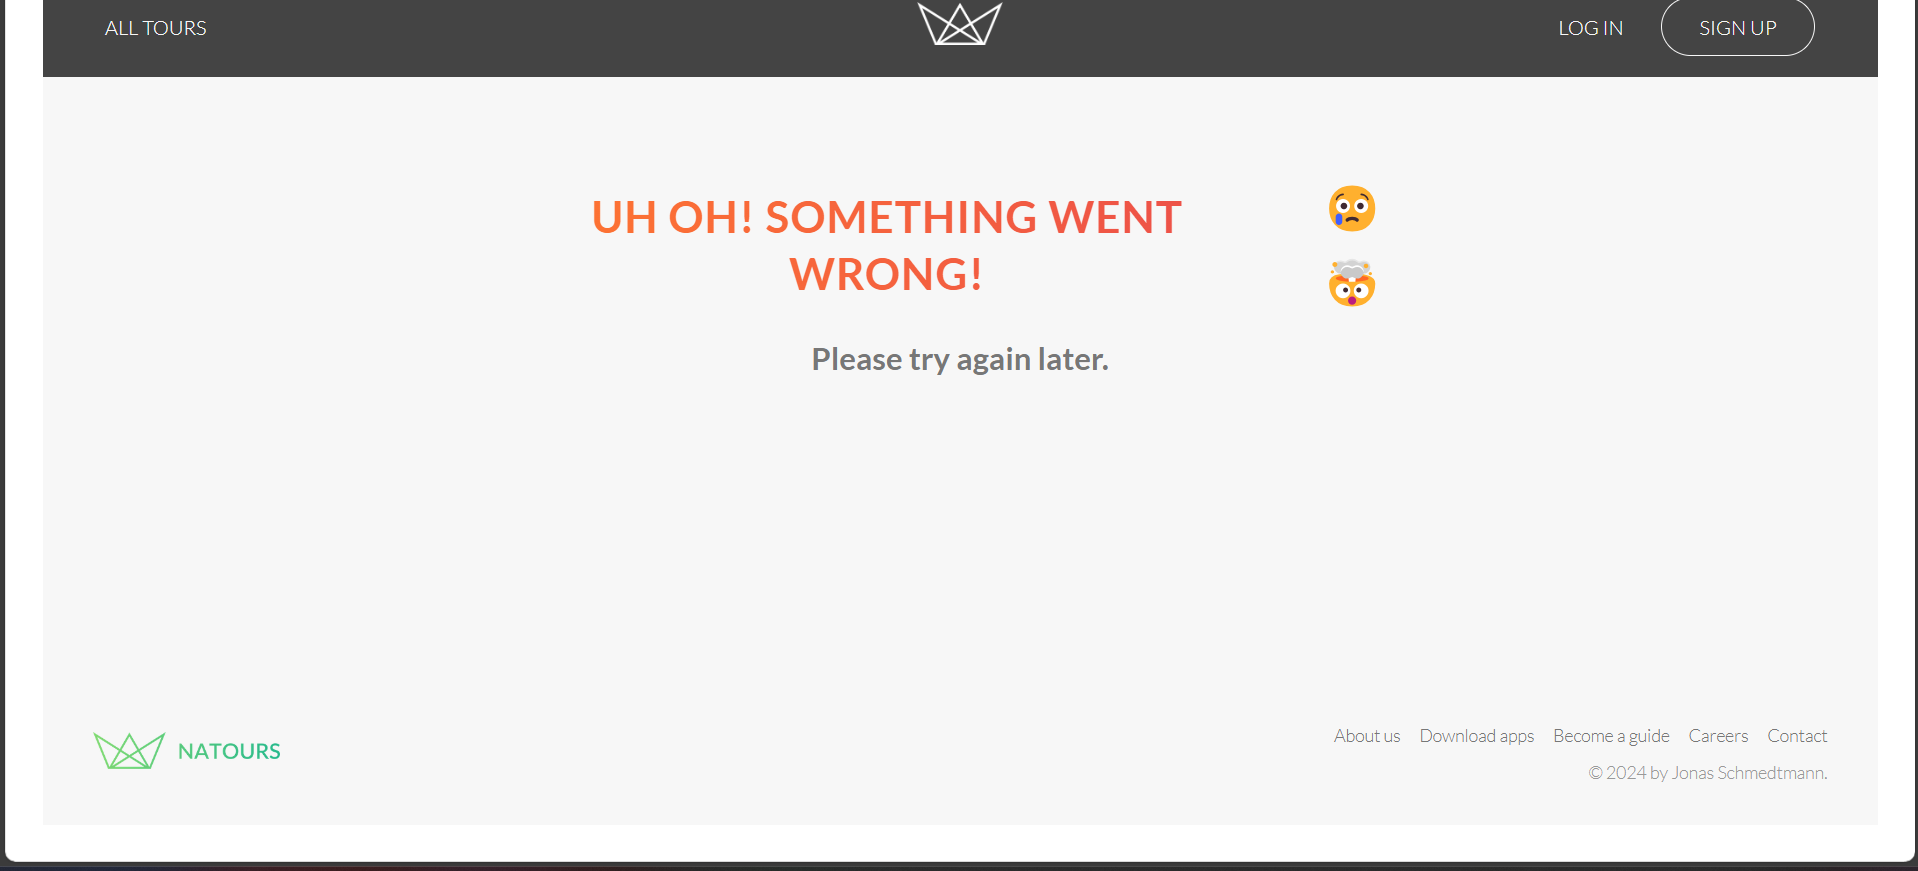 ALL TOURS
LOG IN
SIGN UP
UH OH! SOMETHING WENT
WRONG!
Please try again later.
NATOURS
About us Download apps Become a guide Careers Contact
© 2024 by Jonas Schmedtmann.